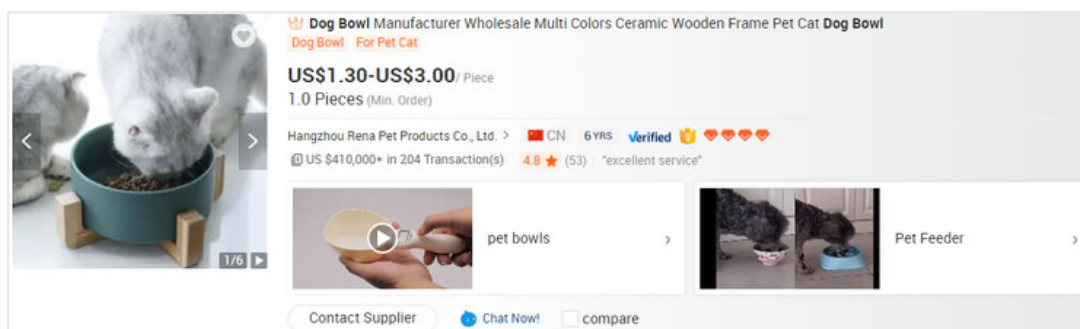 Dog Bowl Manufacturer Wholesale Multi Colors Ceramic Wooden Frame Pet Cat Dog Bowl
Dog Bowl For Pet Cat
US$1.30-US$3.00/ Piece
1.0 Pieces (Min. Order)
Hangzhou Rena Pet Products Co., Ltd. > CN 6 YRS Verified
US $410,000+ in 204 Transaction(s) 4.8 (53) "excellent service"
1/6
pet bowls >
Pet Feeder >
Contact Supplier Chat Now! compare